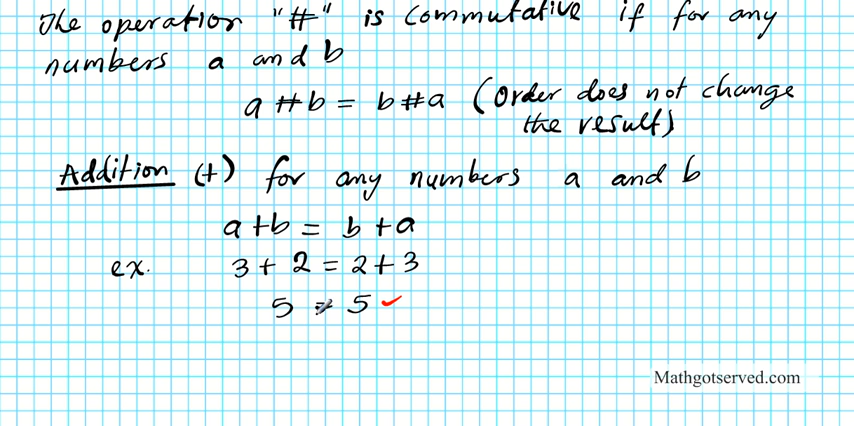 The operation "#" is commutative if for any
numbers a and b
a # b = b # a (Order does not change
the result)
Addition (+) for any numbers a and b
a + b = b + a
ex. 3 + 2 = 2 + 3
5 = 5 ✓
Mathgotserved.com